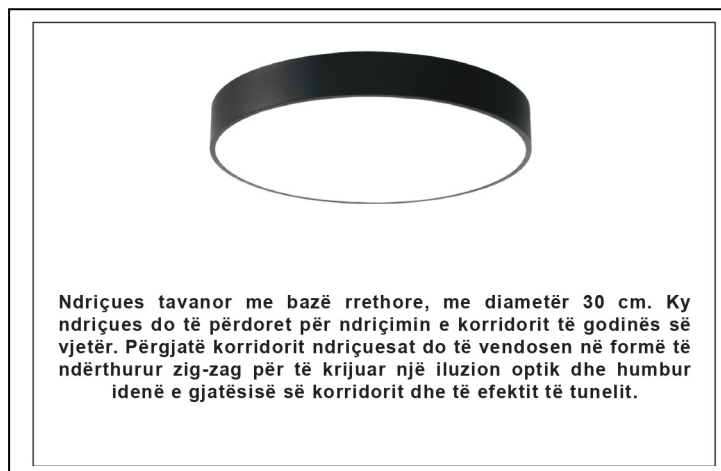 Ndriçues tavanor me bazë rrethore, me diametër 30 cm. Ky
ndriçues do të përdoret për ndriçimin e korridorit të godinës së
vjetër. Përgjatë korridorit ndriçuesat do të vendosen në formë të
ndërthurur zig-zag për të krijuar një iluzion optik dhe humbur
idenë e gjatësisë së korridorit dhe të efektit të tunelit.